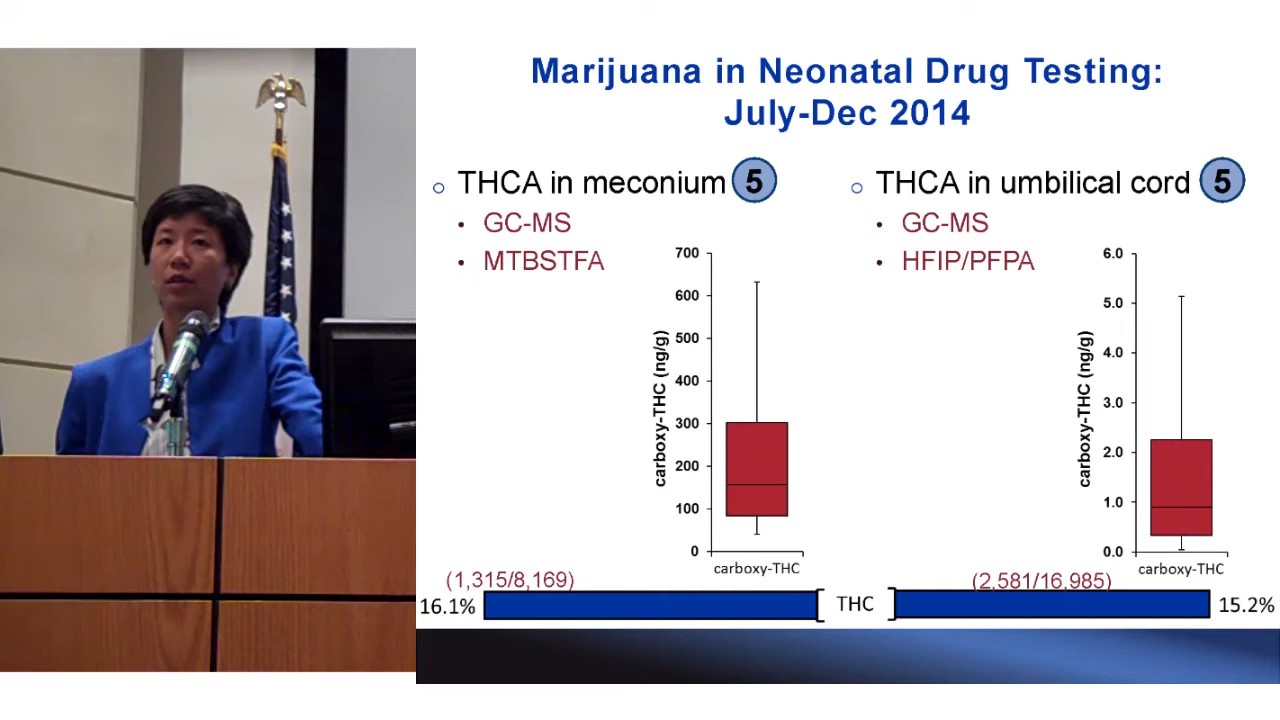 Marijuana in Neonatal Drug Testing:
July-Dec 2014
THCA in meconium 5
GC-MS
MTBSTFA
700
600
500
400
300
200
100
0
carboxy-THC (ng/g)
carboxy-THC
THCA in umbilical cord 5
GC-MS
HFIP/PFPA
6.0
5.0
4.0
3.0
2.0
1.0
0.0
carboxy-THC (ng/g)
carboxy-THC
(1,315/8,169)
(2,581/16,985)
16.1%
THC
15.2%